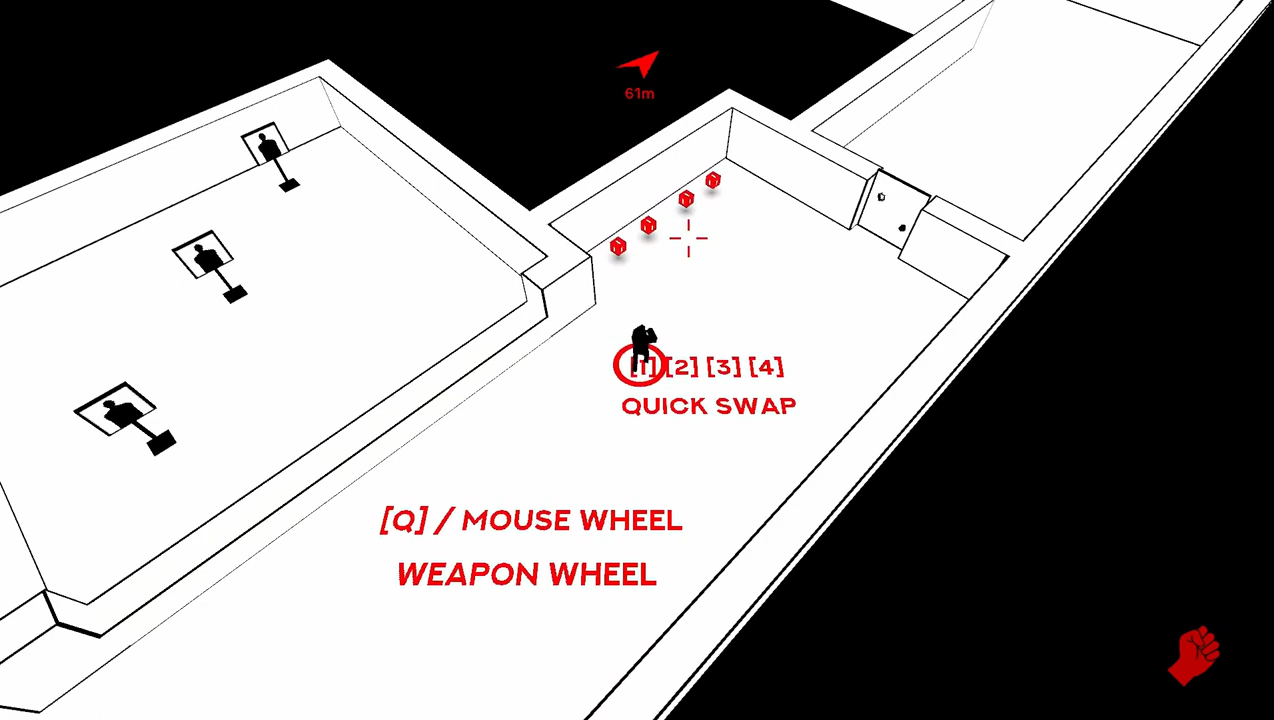 61m
[1] [2] [3] [4]
QUICK SWAP
[Q] / MOUSE WHEEL
WEAPON WHEEL